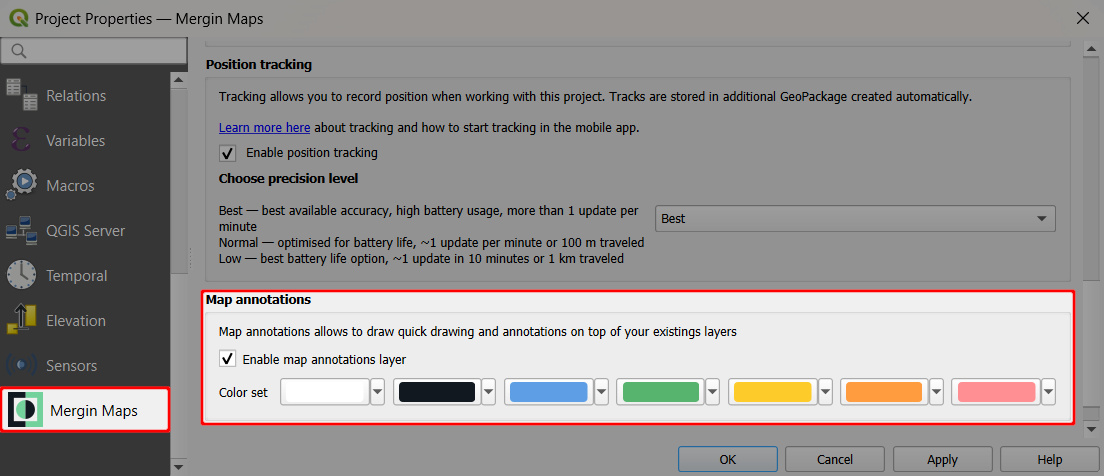 Project Properties — Mergin Maps
Relations
Variables
Macros
QGIS Server
Temporal
Elevation
Sensors
Mergin Maps
Position tracking
Tracking allows you to record position when working with this project. Tracks are stored in additional GeoPackage created automatically.
Learn more here about tracking and how to start tracking in the mobile app.
Enable position tracking
Choose precision level
Best — best available accuracy, high battery usage, more than 1 update per
minute
Normal — optimised for battery life, ~1 update per minute or 100 m traveled
Low — best battery life option, ~1 update in 10 minutes or 1 km traveled
Best
Map annotations
Map annotations allows to draw quick drawing and annotations on top of your existings layers
Enable map annotations layer
Color set
OK
Cancel
Apply
Help